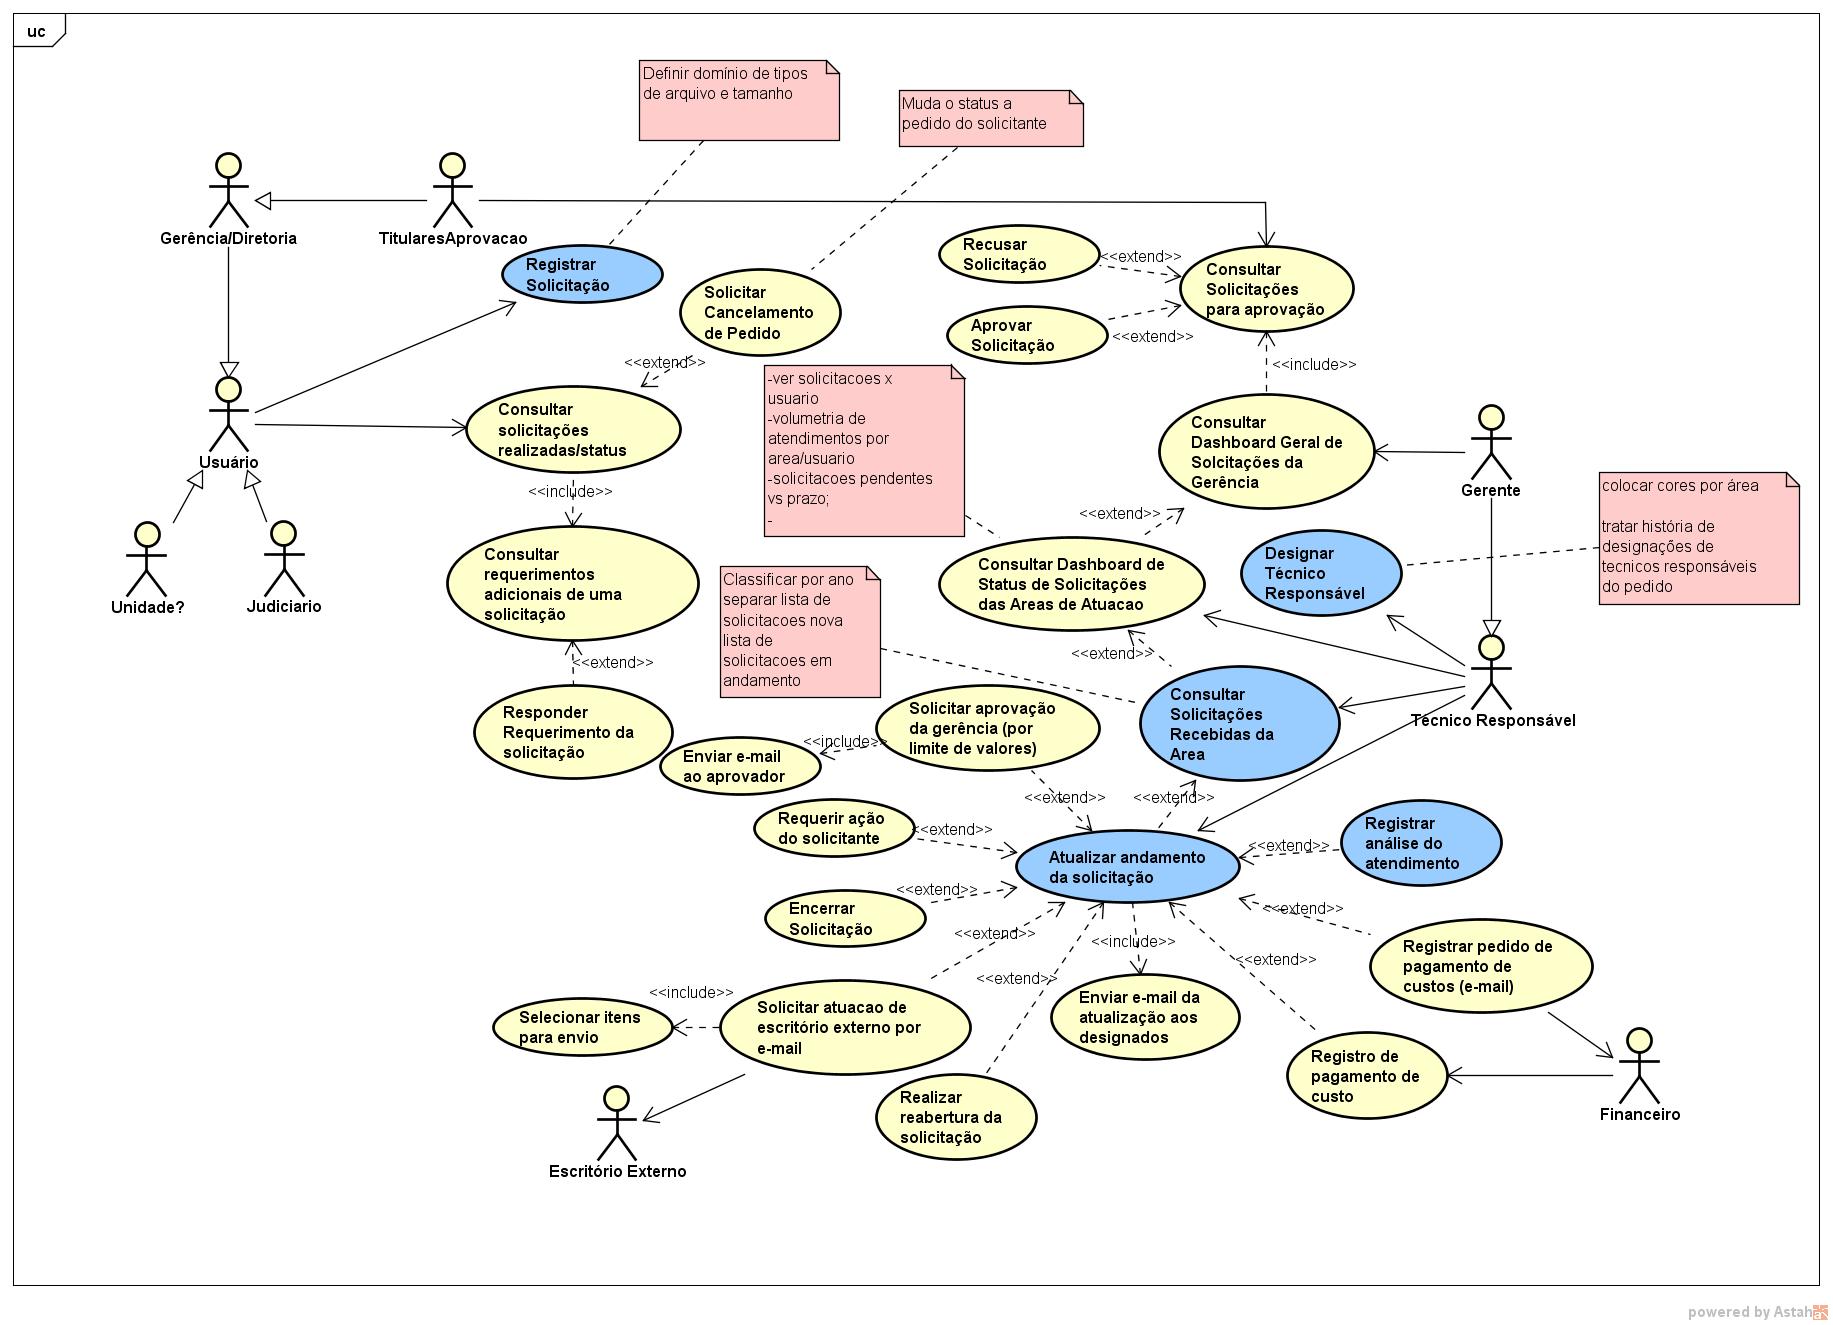 uc
Definir domínio de tipos
de arquivo e tamanho
Muda o status a
pedido do solicitante
Gerência/Diretoria
TitularesAprovacao
Registrar
Solicitação
Solicitar
Cancelamento
de Pedido
Recusar
Solicitação
<<extend>>
Consultar
Solicitações
para aprovação
Aprovar
Solicitação
<<extend>>
<<extend>>
<<include>>
-ver solicitacoes x
usuario
-volumetria de
atendimentos por
area/usuario
-solicitacoes pendentes
vs prazo;
-
Consultar
solicitações
realizadas/status
Usuário
Consultar
Dashboard Geral de
Solcitações da
Gerência
Gerente
<<include>>
<<extend>>
colocar cores por área
tratar história de
designações de
tecnicos responsáveis
do pedido
Unidade?
Judiciario
Consultar
requerimentos
adicionais de uma
solicitação
Consultar Dashboard de
Status de Solicitações
das Areas de Atuacao
Designar
Técnico
Responsável
Classificar por ano
separar lista de
solicitacoes nova
lista de
solicitacoes em
andamento
<<extend>>
<<extend>>
Responder
Requerimento da
solicitação
Solicitar aprovação
da gerência (por
limite de valores)
Consultar
Solicitações
Recebidas da
Area
Técnico Responsável
<<include>>
Enviar e-mail
ao aprovador
<<extend>>
<<extend>>
Requerir ação
do solicitante
<<extend>>
Registrar
análise do
atendimento
<<extend>>
Atualizar andamento
da solicitação
<<extend>>
Encerrar
Solicitação
<<extend>>
<<extend>>
<<include>>
Registrar pedido de
pagamento de
custos (e-mail)
<<extend>>
<<extend>>
<<include>>
Selecionar itens
para envio
Solicitar atuacao de
escritório externo por
e-mail
Enviar e-mail da
atualização aos
designados
Registro de
pagamento de
custo
Financeiro
Realizar
reabertura da
solicitação
Escritório Externo
powered by Astah